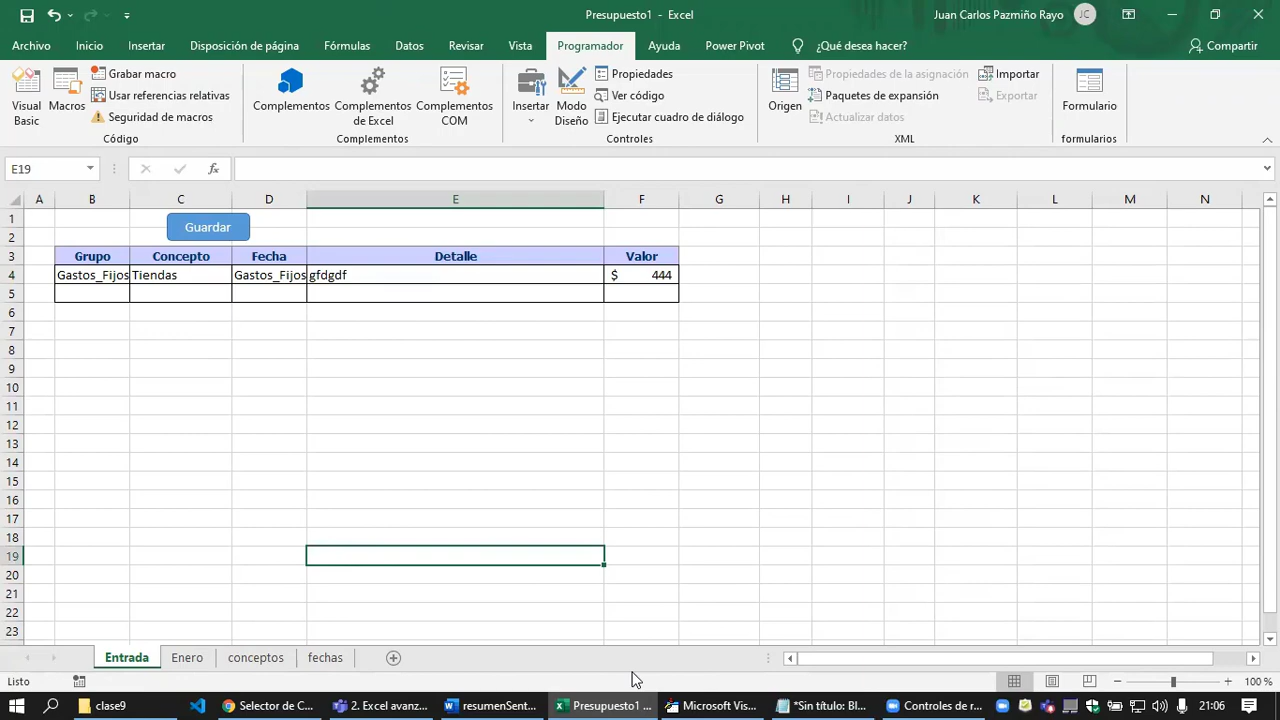 Presupuesto1 - Excel
Juan Carlos Pazmiño Rayo
JC
Archivo Inicio Insertar Disposición de página Fórmulas Datos Revisar Vista Programador Ayuda Power Pivot ¿Qué desea hacer? Compartir
Visual Basic
Macros
Grabar macro
Usar referencias relativas
Seguridad de macros
Código
Complementos
Complementos de Excel
Complementos COM
Complementos
Insertar
Modo Diseño
Propiedades
Ver código
Ejecutar cuadro de diálogo
Controles
Origen
Propiedades de la asignación
Paquetes de expansión
Actualizar datos
Importar
Exportar
XML
Formulario
formularios
E19
fx
A B C D E F G H I J K L M N
1
Guardar
2
3 Grupo Concepto Fecha Detalle Valor
4 Gastos_Fijos Tiendas Gastos_Fijos gfdgdf $ 444
5
6
7
8
9
10
11
12
13
14
15
16
17
18
19
20
21
22
23
Entrada Enero conceptos fechas
Listo
100 %
clase9
Selector de C...
2. Excel avanz...
resumenSent...
Presupuesto1 ...
Microsoft Vis...
*Sin título: Bl...
Controles de r...
21:06